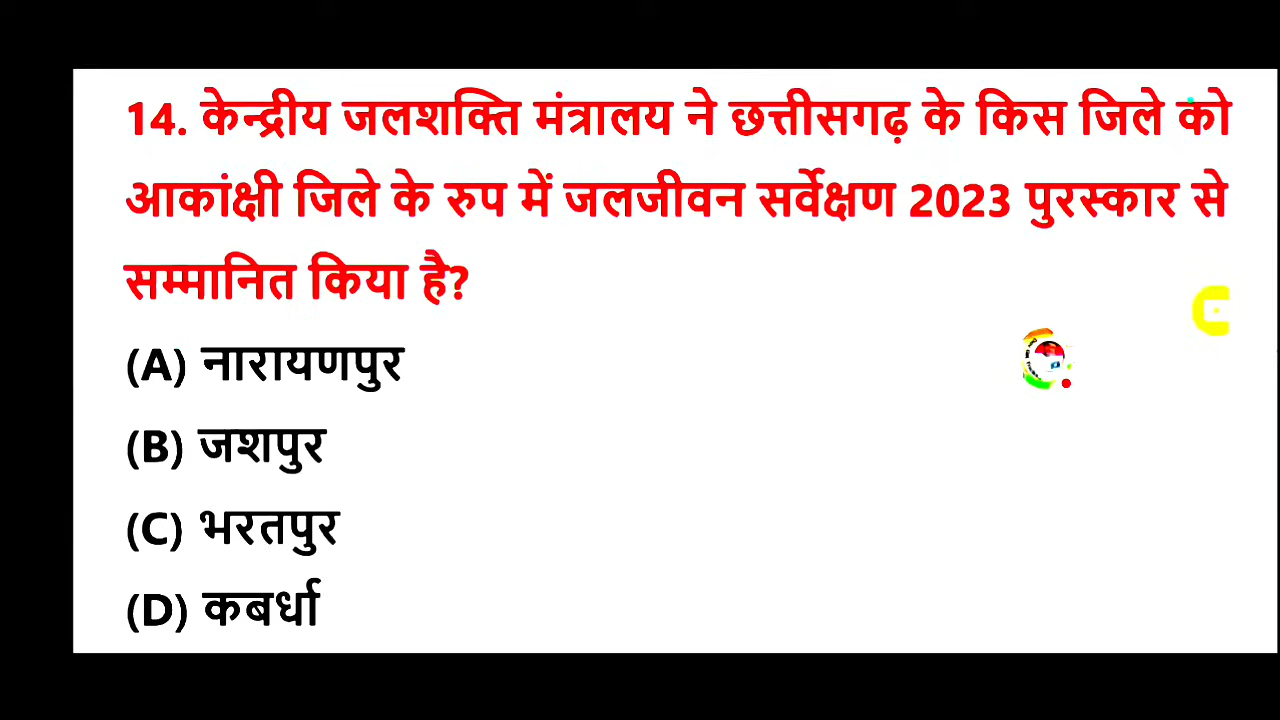 14. केन्द्रीय जलशक्ति मंत्रालय ने छत्तीसगढ़ के किस जिले को
आकांक्षी जिले के रुप में जलजीवन सर्वेक्षण 2023 पुरस्कार से
सम्मानित किया है?
(A) नारायणपुर
(B) जशपुर
(C) भरतपुर
(D) कबर्धा